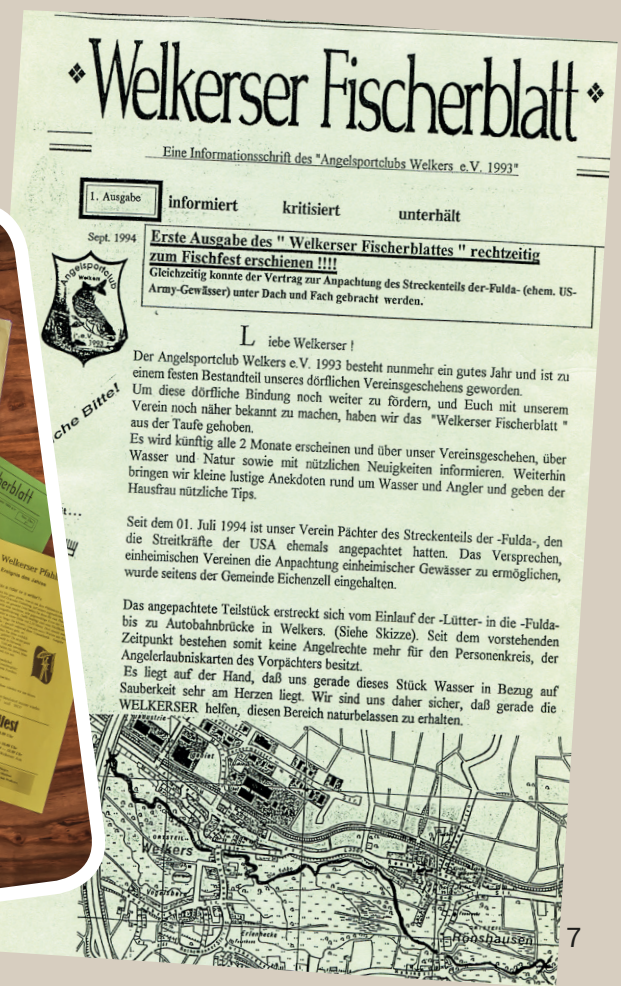 Welkerser Fischerblatt
Eine Informationsschrift des "Angelsportclubs Welkers e.V. 1993"
1. Ausgabe
informiert kritisiert unterhält
Sept. 1994
Erste Ausgabe des " Welkerser Fischerblattes " rechtzeitig
zum Fischfest erschienen !!!!
Gleichzeitig konnte der Vertrag zur Anpachtung des Streckenteils der-Fulda- (ehem. US-
Army-Gewässer) unter Dach und Fach gebracht werden.
Angelsportclub
Welkers
e.V.
1993
che Bitte!
L iebe Welkerser !
Der Angelsportclub Welkers e.V. 1993 besteht nunmehr ein gutes Jahr und ist zu
einem festen Bestandteil unseres dörflichen Vereinsgeschehens geworden.
Um diese dörfliche Bindung noch weiter zu fördern, und Euch mit unserem
Verein noch näher bekannt zu machen, haben wir das "Welkerser Fischerblatt "
aus der Taufe gehoben.
Es wird künftig alle 2 Monate erscheinen und über unser Vereinsgeschehen, über
Wasser und Natur sowie mit nützlichen Neuigkeiten informieren. Weiterhin
bringen wir kleine lustige Anekdoten rund um Wasser und Angler und geben der
Hausfrau nützliche Tips.
Seit dem 01. Juli 1994 ist unser Verein Pächter des Streckenteils der -Fulda-, den
die Streitkräfte der USA ehemals angepachtet hatten. Das Versprechen,
einheimischen Vereinen die Anpachtung einheimischer Gewässer zu ermöglichen,
wurde seitens der Gemeinde Eichenzell eingehalten.
Das angepachtete Teilstück erstreckt sich vom Einlauf der -Lütter- in die -Fulda-
bis zu Autobahnbrücke in Welkers. (Siehe Skizze). Seit dem vorstehenden
Zeitpunkt bestehen somit keine Angelrechte mehr für den Personenkreis, der
Angelerlaubniskarten des Vorpächters besitzt.
Es liegt auf der Hand, daß uns gerade dieses Stück Wasser in Bezug auf
Sauberkeit sehr am Herzen liegt. Wir sind uns daher sicher, daß gerade die
WELKERSER helfen, diesen Bereich naturbelassen zu erhalten.
ORTSTEIL
Welkers
Erlenhecke
Rönshausen
7
herblatt
Welkerser
Ereignis des Jahres